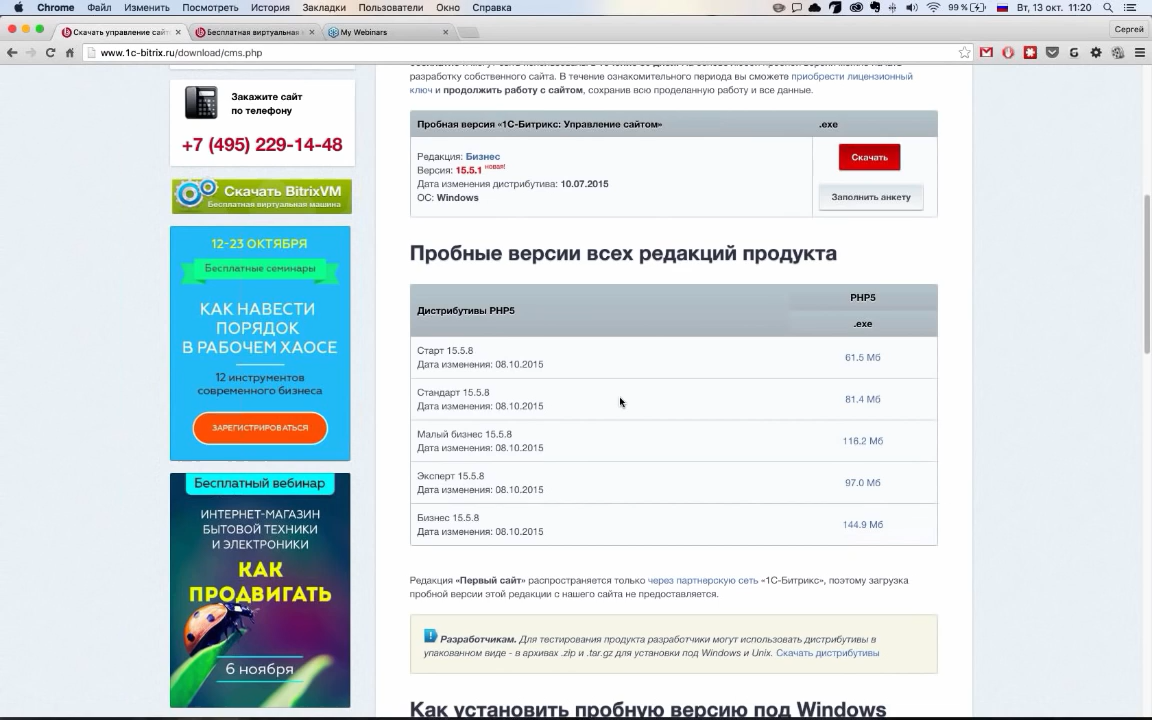 Chrome Файл Изменить Посмотреть История Закладки Пользователи Окно Справка 99 % Вт, 13 окт. 11:20
Скачать управление сайт Бесплатная виртуальная My Webinars Сергей
www.1c-bitrix.ru/download/cms.php
разработку собственного сайта. В течение ознакомительного периода вы сможете приобрести лицензионный
ключ и продолжить работу с сайтом, сохранив всю проделанную работу и все данные.
Закажите сайт
по телефону
+7 (495) 229-14-48
Скачать BitrixVM
Бесплатная виртуальная машина
12-23 ОКТЯБРЯ
Бесплатные семинары
КАК НАВЕСТИ
ПОРЯДОК
В РАБОЧЕМ ХАОСЕ
12 инструментов
современного бизнеса
ЗАРЕГИСТРИРОВАТЬСЯ
Бесплатный вебинар
ИНТЕРНЕТ-МАГАЗИН
БЫТОВОЙ ТЕХНИКИ
И ЭЛЕКТРОНИКИ
КАК
ПРОДВИГАТЬ
6 ноября
Пробная версия «1С-Битрикс: Управление сайтом» .exe
Редакция: Бизнес
Версия: 15.5.1 новая!
Дата изменения дистрибутива: 10.07.2015
ОС: Windows
Скачать
Заполнить анкету
Пробные версии всех редакций продукта
Дистрибутивы PHP5
PHP5
.exe
Старт 15.5.8
Дата изменения: 08.10.2015
61.5 Мб
Стандарт 15.5.8
Дата изменения: 08.10.2015
81.4 Мб
Малый бизнес 15.5.8
Дата изменения: 08.10.2015
116.2 Мб
Эксперт 15.5.8
Дата изменения: 08.10.2015
97.0 Мб
Бизнес 15.5.8
Дата изменения: 08.10.2015
144.9 Мб
Редакция «Первый сайт» распространяется только через партнерскую сеть «1С-Битрикс», поэтому загрузка
пробной версии этой редакции с нашего сайта не предоставляется.
Разработчикам. Для тестирования продукта разработчики могут использовать дистрибутивы в
упакованном виде - в архивах .zip и .tar.gz для установки под Windows и Unix. Скачать дистрибутивы
Как установить пробную версию под Windows